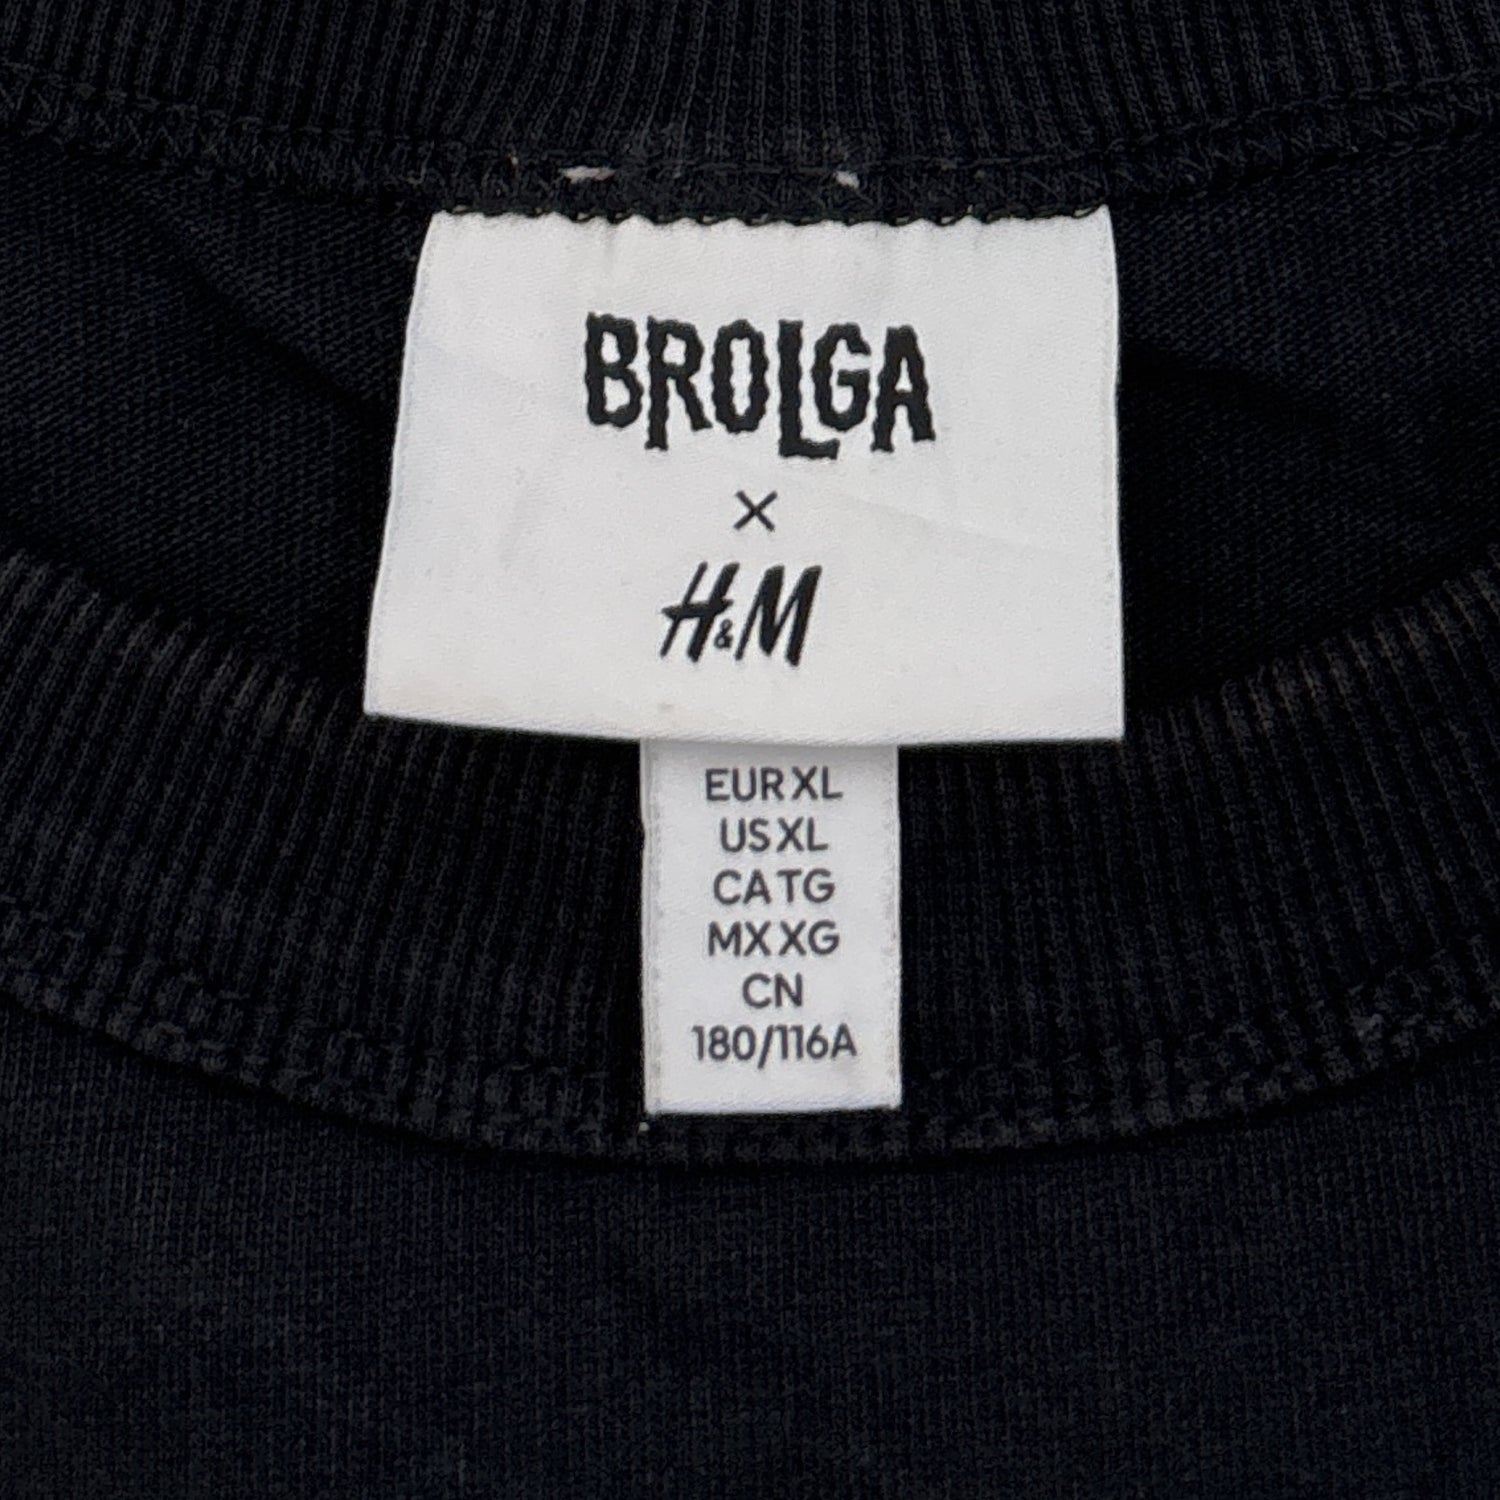 BROLGA
×
H&M
EUR XL
US XL
CA TG
MX XG
CN
180/116A